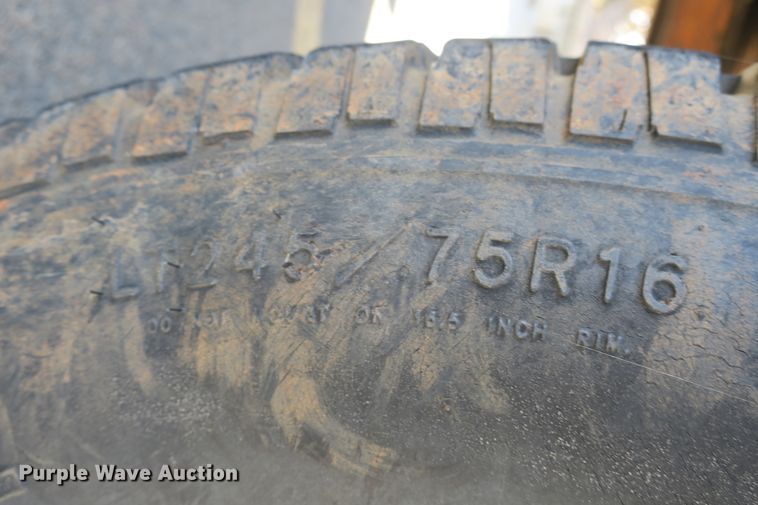 LT245/75R16
DO NOT MOUNT ON 16.5 INCH RIM.
Purple Wave Auction